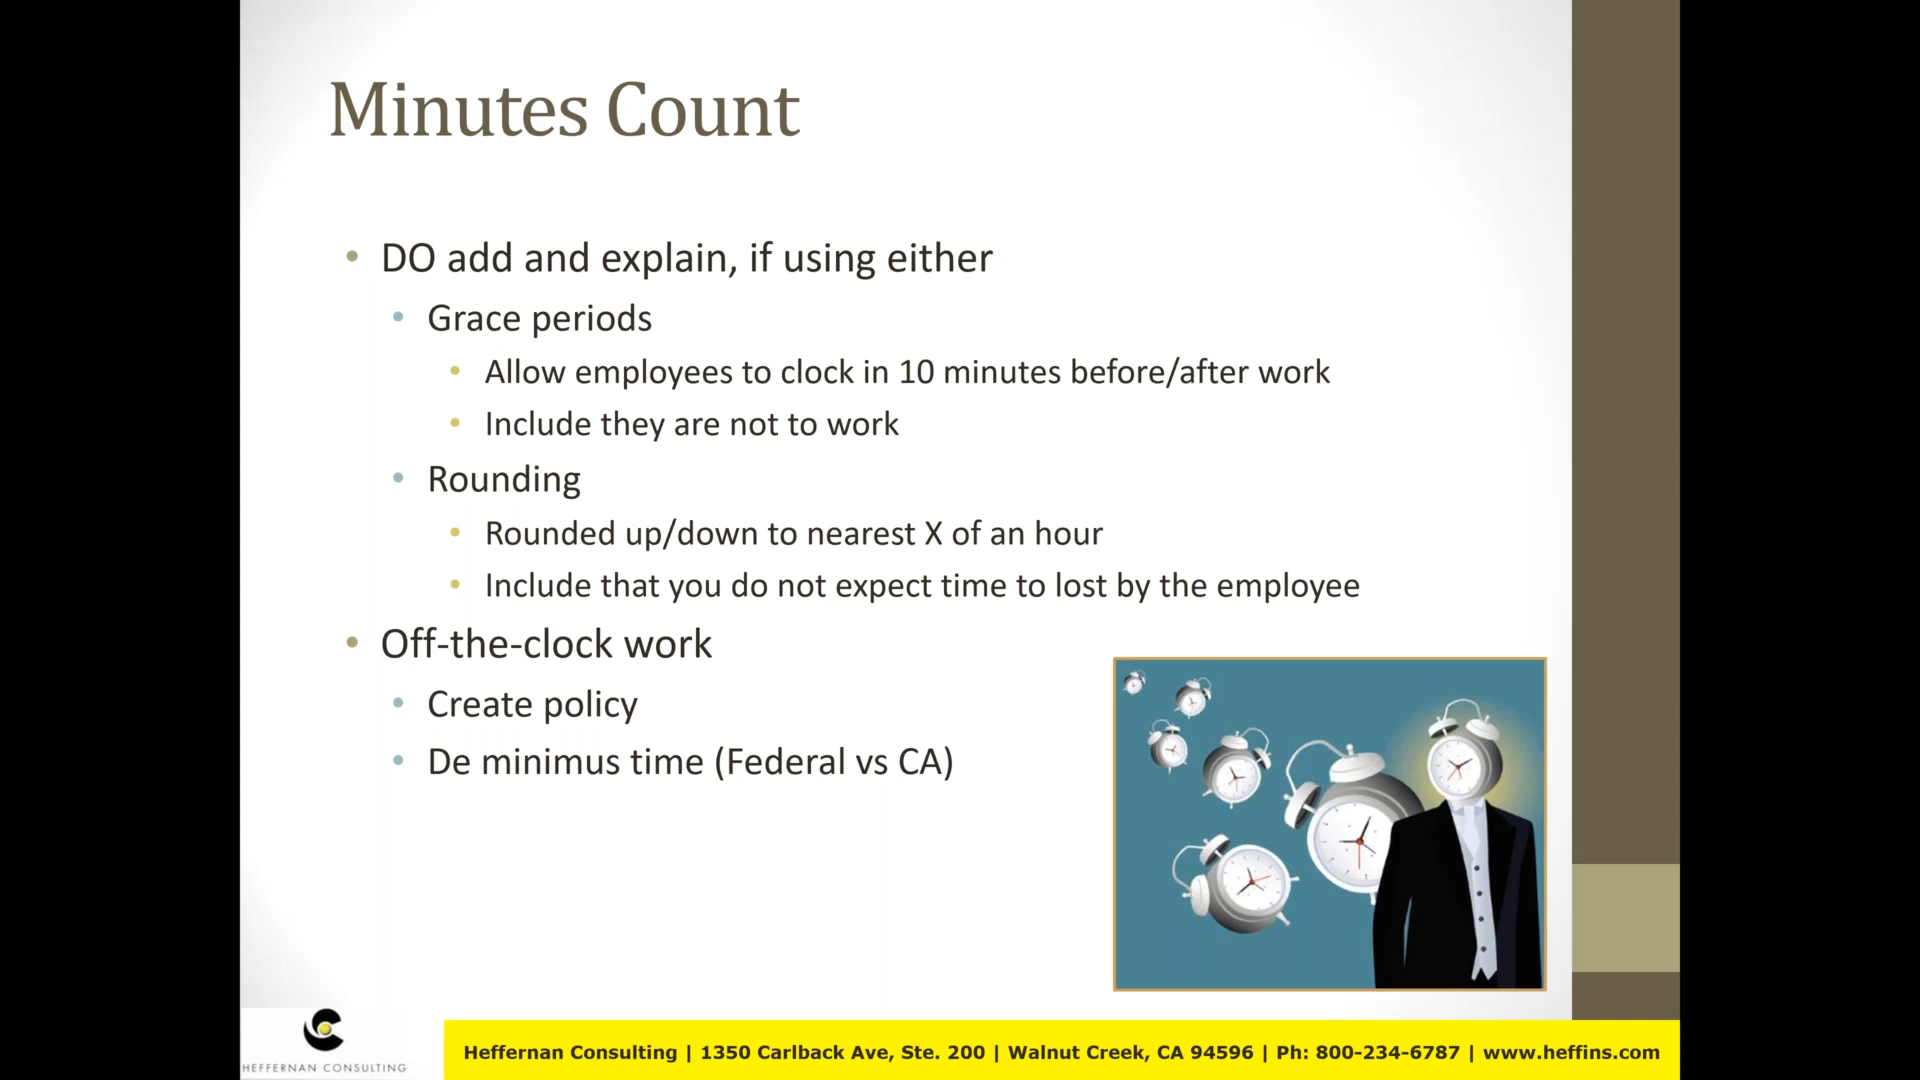 Minutes Count
• DO add and explain, if using either
• Grace periods
• Allow employees to clock in 10 minutes before/after work
• Include they are not to work
• Rounding
• Rounded up/down to nearest X of an hour
• Include that you do not expect time to lost by the employee
• Off-the-clock work
• Create policy
• De minimus time (Federal vs CA)
HEFFERNAN CONSULTING
Heffernan Consulting | 1350 Carlback Ave, Ste. 200 | Walnut Creek, CA 94596 | Ph: 800-234-6787 | www.heffins.com